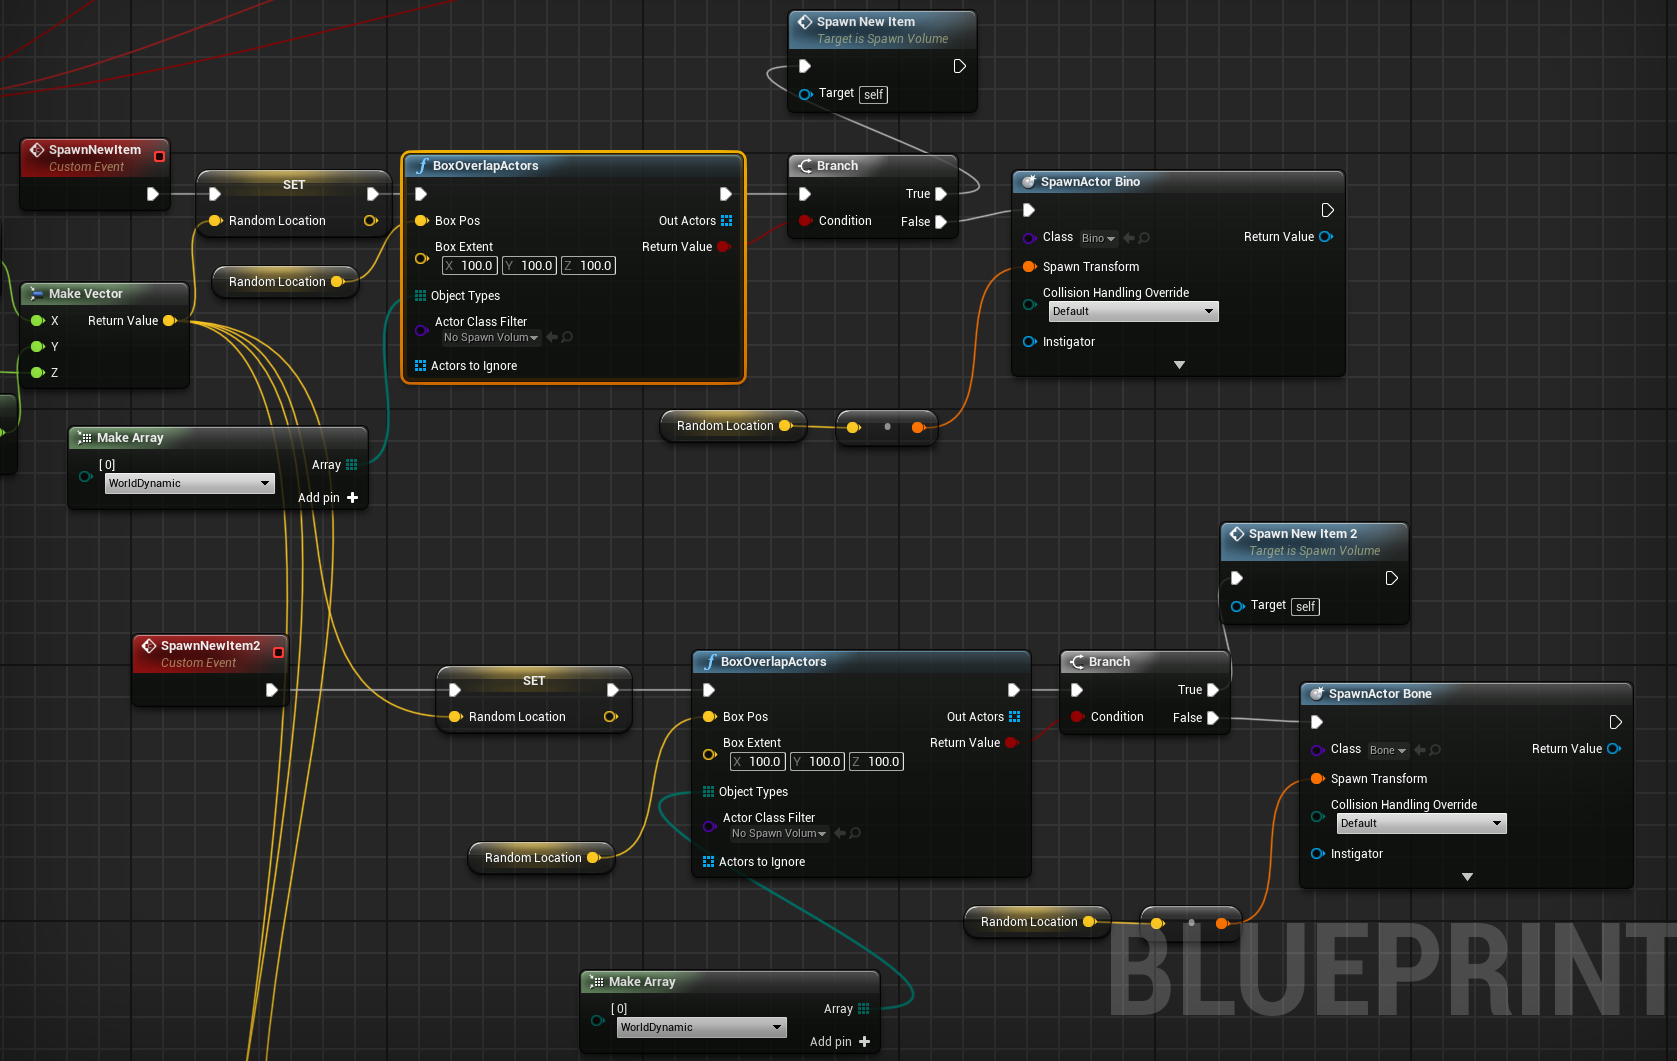 Spawn New Item
Target is Spawn Volume
Target self
SpawnNewItem
Custom Event
SET
Random Location
Random Location
BoxOverlapActors
Box Pos
Out Actors
Box Extent
Return Value
X 100.0 Y 100.0 Z 100.0
Object Types
Actor Class Filter
No Spawn Volum
Actors to Ignore
Branch
True
Condition
False
SpawnActor Bino
Class Bino
Return Value
Spawn Transform
Collision Handling Override
Default
Instigator
Make Vector
X Return Value
Y
Z
Random Location
Make Array
[ 0]
Array
WorldDynamic
Add pin
Spawn New Item 2
Target is Spawn Volume
Target self
SpawnNewItem2
Custom Event
SET
Random Location
BoxOverlapActors
Box Pos
Out Actors
Box Extent
Return Value
X 100.0 Y 100.0 Z 100.0
Object Types
Actor Class Filter
No Spawn Volum
Actors to Ignore
Branch
True
Condition
False
SpawnActor Bone
Class Bone
Return Value
Spawn Transform
Collision Handling Override
Default
Instigator
Random Location
Random Location
Make Array
[ 0]
Array
WorldDynamic
Add pin
BLUEPRINT